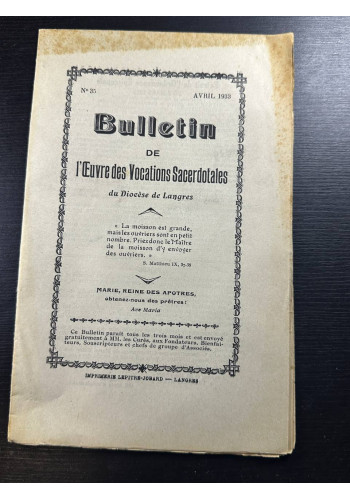 N° 35 AVRIL 1933
Bulletin
DE
l'Œuvre des Vocations Sacerdotales
du Diocèse de Langres
« La moisson est grande,
mais les ouvriers sont en petit
nombre. Priez donc le Maître
de la moisson d'y envoyer
des ouvriers. »
S. Matthieu IX, 37-38
MARIE, REINE DES APOTRES,
obtenez-nous des prêtres!
Ave Maria
Ce Bulletin paraît tous les trois mois et est envoyé
gratuitement à MM. les Curés, aux Fondateurs, Bienfai-
teurs, Souscripteurs et chefs de groupe d'Associés.
IMPRIMERIE LEPITRE-JOBARD — LANGRES